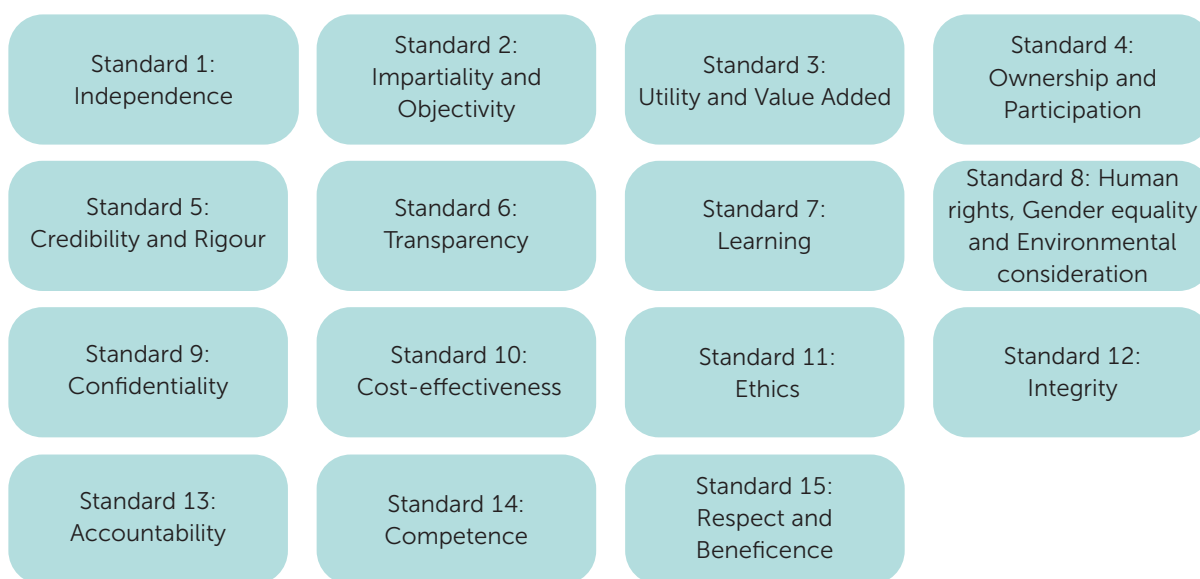 Standard 1:
Independence
Standard 2:
Impartiality and
Objectivity
Standard 3:
Utility and Value Added
Standard 4:
Ownership and
Participation
Standard 5:
Credibility and Rigour
Standard 6:
Transparency
Standard 7:
Learning
Standard 8: Human
rights, Gender equality
and Environmental
consideration
Standard 9:
Confidentiality
Standard 10:
Cost-effectiveness
Standard 11:
Ethics
Standard 12:
Integrity
Standard 13:
Accountability
Standard 14:
Competence
Standard 15:
Respect and
Beneficence